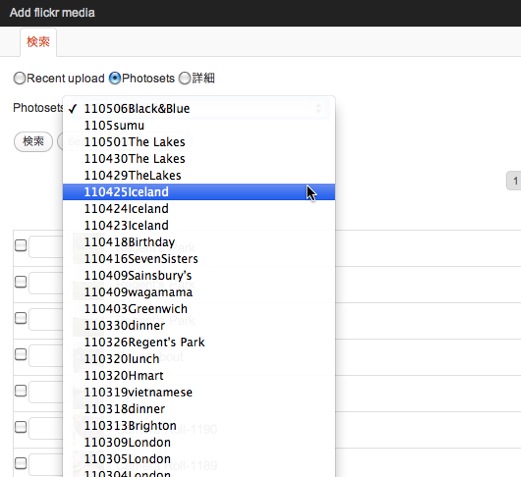 Add flickr media
検索
Recent upload Photosets 詳細
Photosets ✓ 110506Black&Blue
1105sumu
110501The Lakes
検索
110430The Lakes
110429TheLakes
1
110425Iceland
110424Iceland
110423Iceland
110418Birthday
110416SevenSisters
110409Sainsbury's
110409wagamama
110403Greenwich
110330dinner
110326Regent's Park
110320lunch
110320Hmart
110319vietnamese
110318dinner
110313Brighton
110309London
110305London
110304London